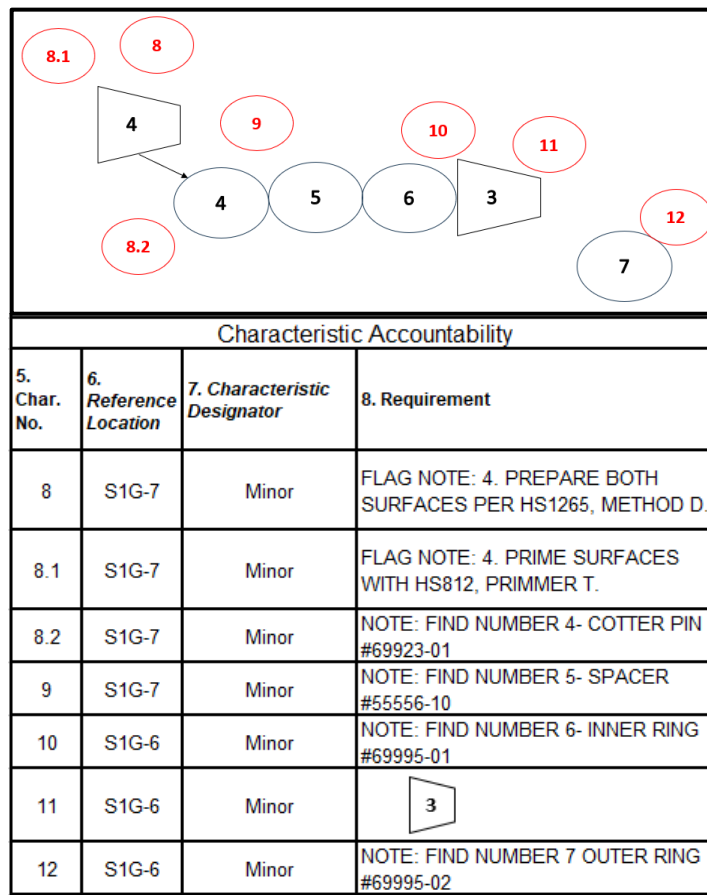 8.1
8
4
9
10
11
4
5
6
3
12
8.2
7
Characteristic Accountability
5.
Char.
No.
6.
Reference
Location
7. Characteristic
Designator
8. Requirement
8
S1G-7
Minor
FLAG NOTE: 4. PREPARE BOTH
SURFACES PER HS1265, METHOD D.
8.1
S1G-7
Minor
FLAG NOTE: 4. PRIME SURFACES
WITH HS812, PRIMMER T.
8.2
S1G-7
Minor
NOTE: FIND NUMBER 4- COTTER PIN
#69923-01
9
S1G-7
Minor
NOTE: FIND NUMBER 5- SPACER
#55556-10
10
S1G-6
Minor
NOTE: FIND NUMBER 6- INNER RING
#69995-01
11
S1G-6
Minor
3
12
S1G-6
Minor
NOTE: FIND NUMBER 7 OUTER RING
#69995-02